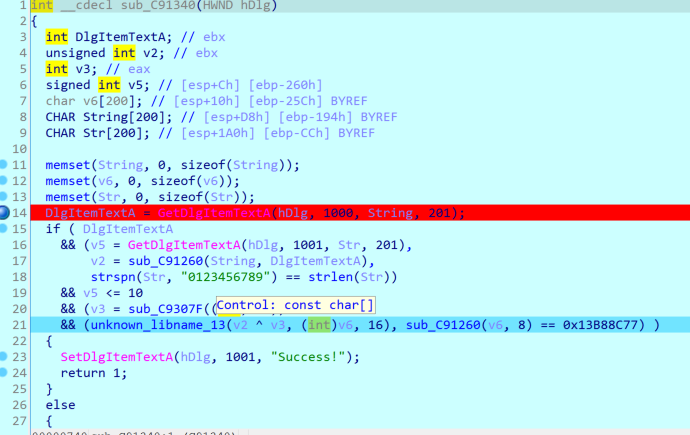 1 int __cdecl sub_C91340(HWND hDlg)
2 {
3 int DlgItemTextA; // ebx
4 unsigned int v2; // ebx
5 int v3; // eax
6 signed int v5; // [esp+Ch] [ebp-260h]
7 char v6[200]; // [esp+10h] [ebp-25Ch] BYREF
8 CHAR String[200]; // [esp+D8h] [ebp-194h] BYREF
9 CHAR Str[200]; // [esp+1A0h] [ebp-CCh] BYREF
10
11 memset(String, 0, sizeof(String));
12 memset(v6, 0, sizeof(v6));
13 memset(Str, 0, sizeof(Str));
14 DlgItemTextA = GetDlgItemTextA(hDlg, 1000, String, 201);
15 if ( DlgItemTextA
16 && (v5 = GetDlgItemTextA(hDlg, 1001, Str, 201),
17 v2 = sub_C91260(String, DlgItemTextA),
18 strspn(Str, "0123456789") == strlen(Str))
19 && v5 <= 10
Control: const char[]
20 && (v3 = sub_C9307F((
21 && (unknown_libname_13(v2 ^ v3, (int)v6, 16), sub_C91260(v6, 8) == 0x13B88C77) )
22 {
23 SetDlgItemTextA(hDlg, 1001, "Success!");
24 return 1;
25 }
26 else
27 {